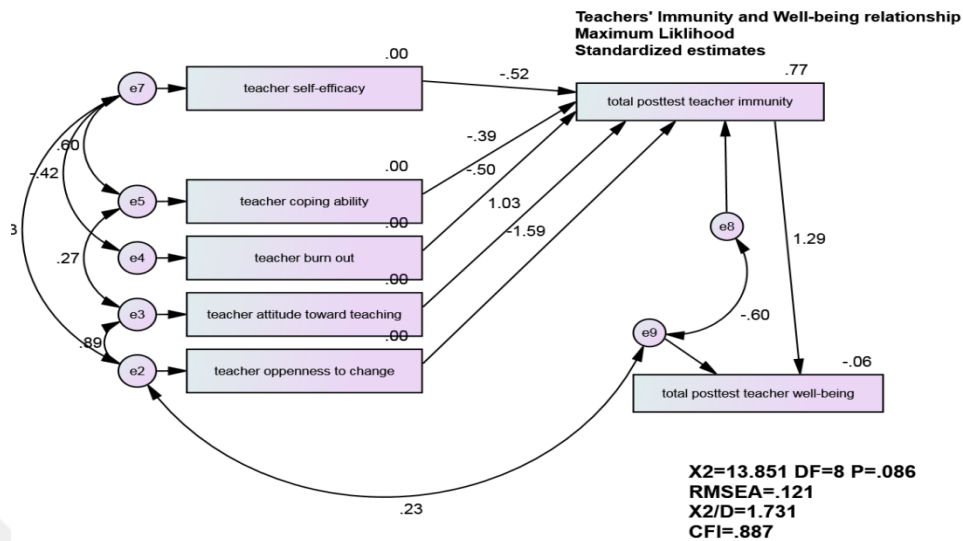 Teachers' Immunity and Well-being relationship
Maximum Liklihood
Standardized estimates
.00
.77
e7
teacher self-efficacy
-.52
total posttest teacher immunity
.60
-.42
-.39
.00
-.50
e5
teacher coping ability
.00
1.03
3
e8
-1.59
1.29
.27
e4
teacher burn out
.00
e3
teacher attitude toward teaching
-.60
.00
e9
.89
e2
teacher oppenness to change
-.06
total posttest teacher well-being
.23
X2=13.851 DF=8 P=.086
RMSEA=.121
X2/D=1.731
CFI=.887